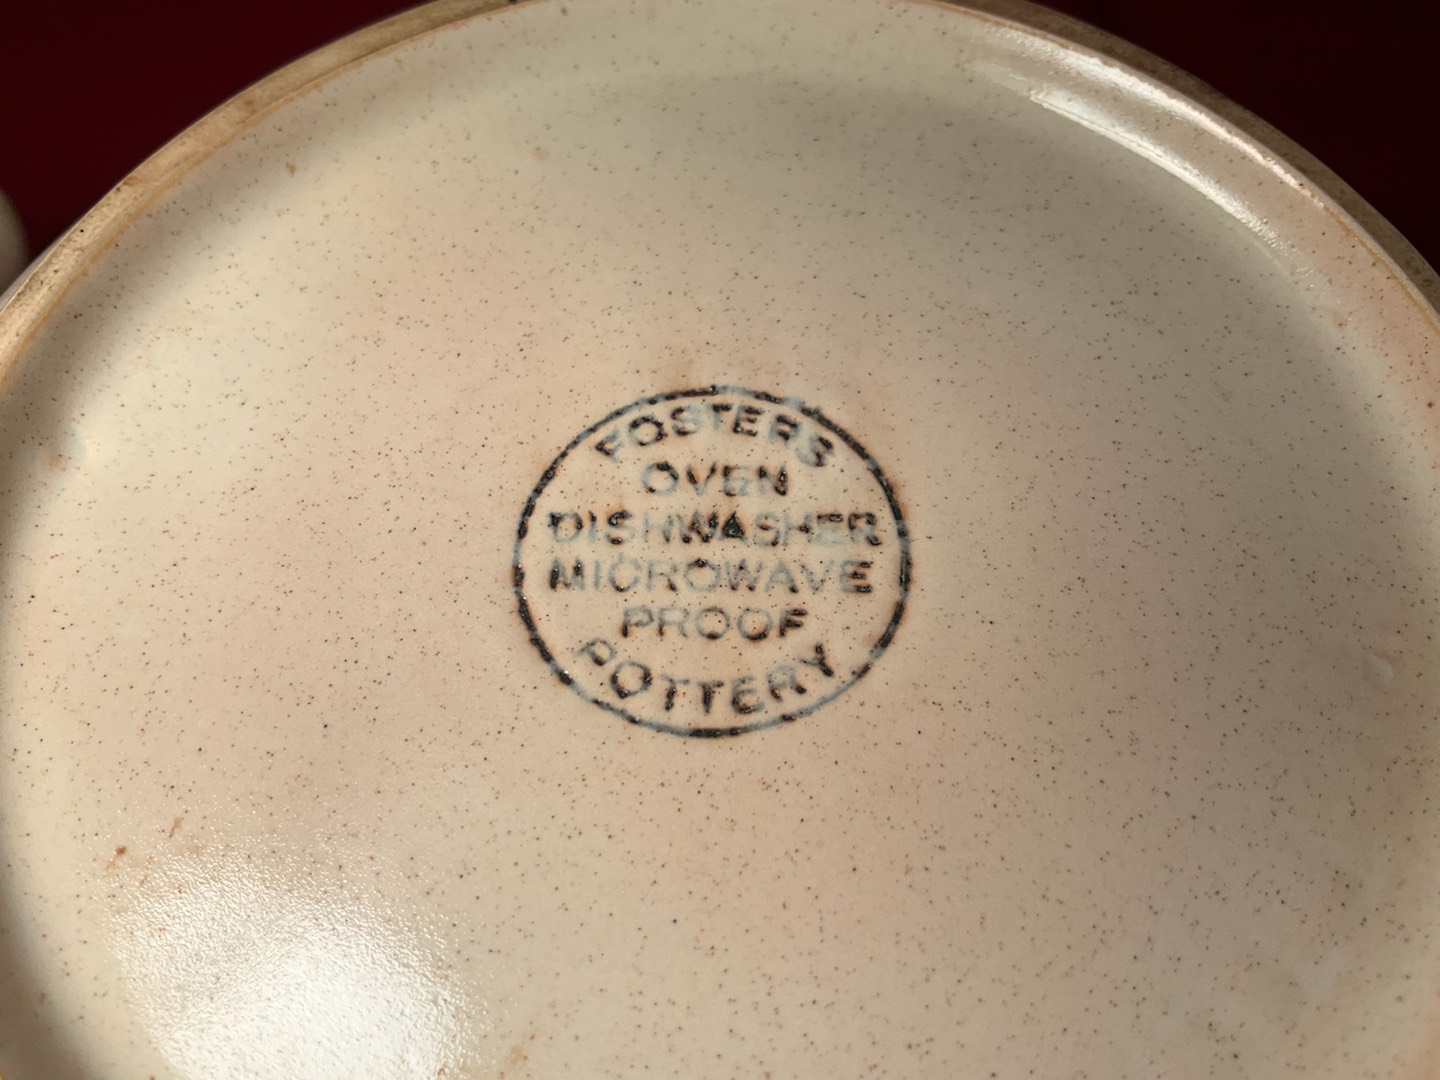 FOSTERS
OVEN
DISHWASHER
MICROWAVE
PROOF
POTTERY